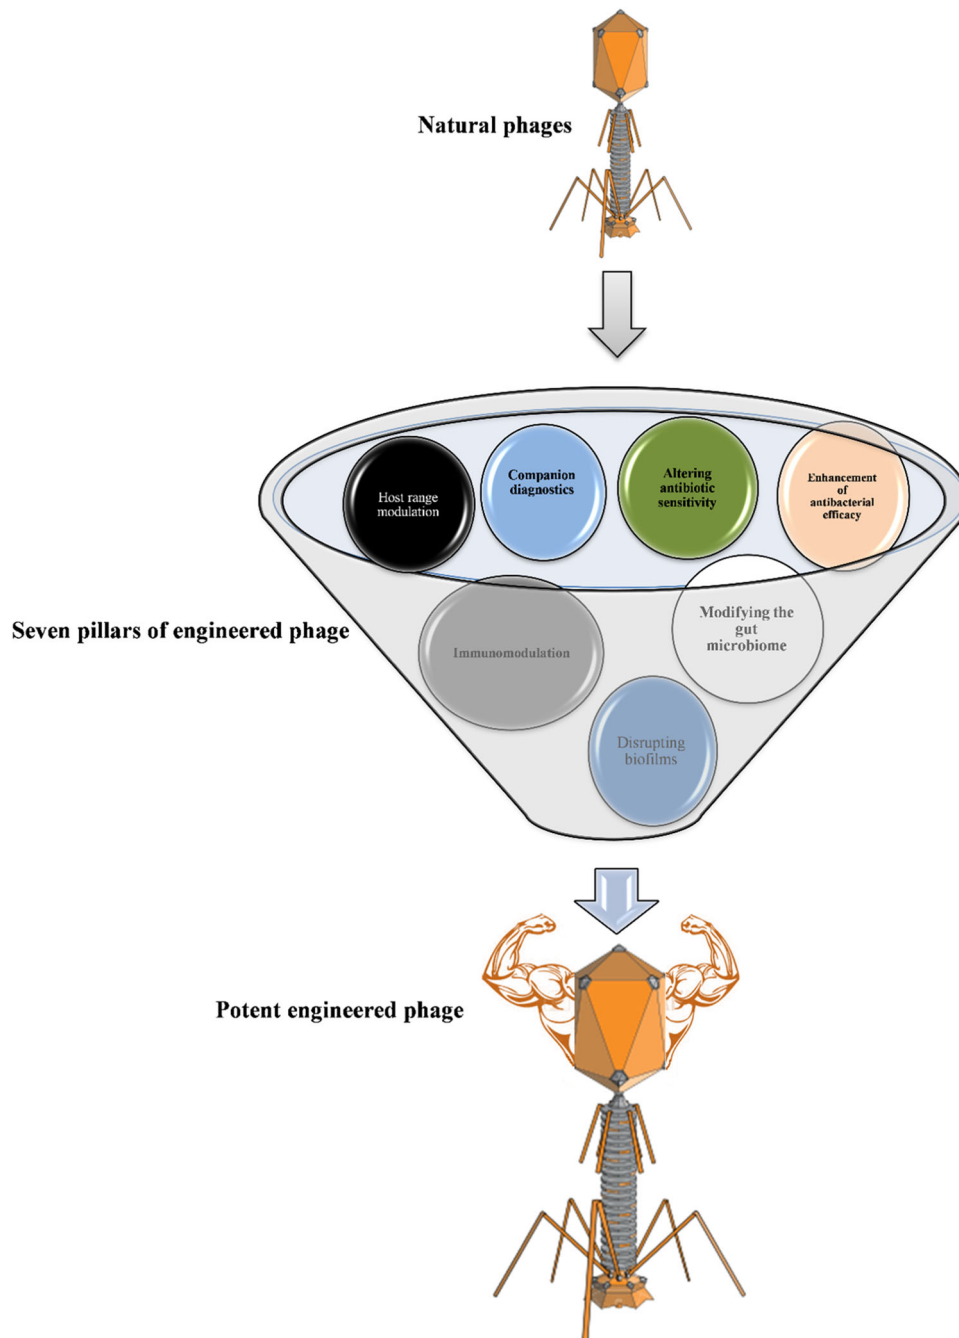 Natural phages
Host range
modulation
Companion
diagnostics
Altering
antibiotic
sensitivity
Enhancement
of
antibacterial
efficacy
Seven pillars of engineered phage
Immunomodulation
Modifying the
gut
microbiome
Disrupting
biofilms
Potent engineered phage